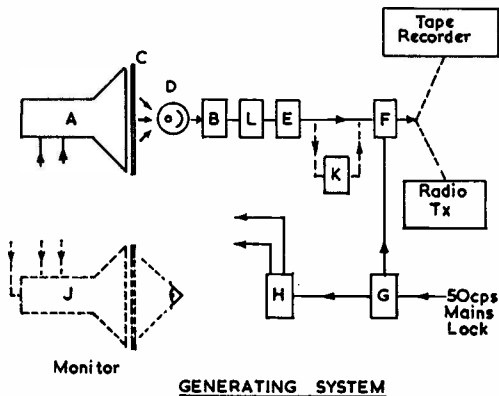 Tape
Recorder
C
D
A
B
L
E
F
K
Radio
Tx
J
H
G
50cps
Mains
Lock
Monitor
GENERATING SYSTEM